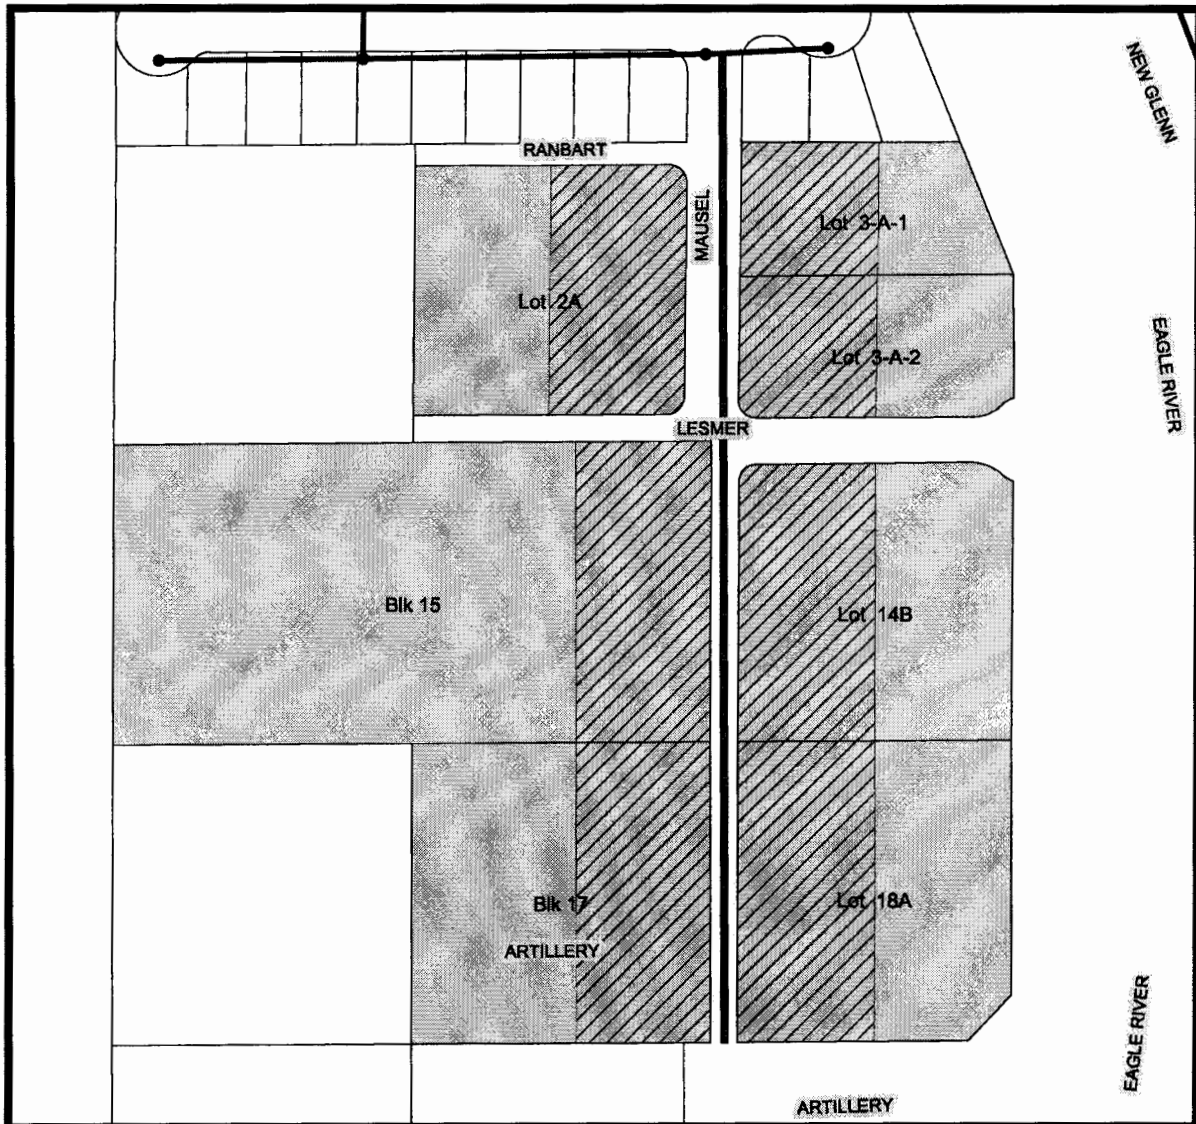 NEW GLENN
RANBART
MAUSEL
Lot 3-A-1
Lot 2A
Lot 3-A-2
EAGLE RIVER
LESMER
Blk 15
Lot 14B
Blk 17
Lot 18A
ARTILLERY
EAGLE RIVER
ARTILLERY